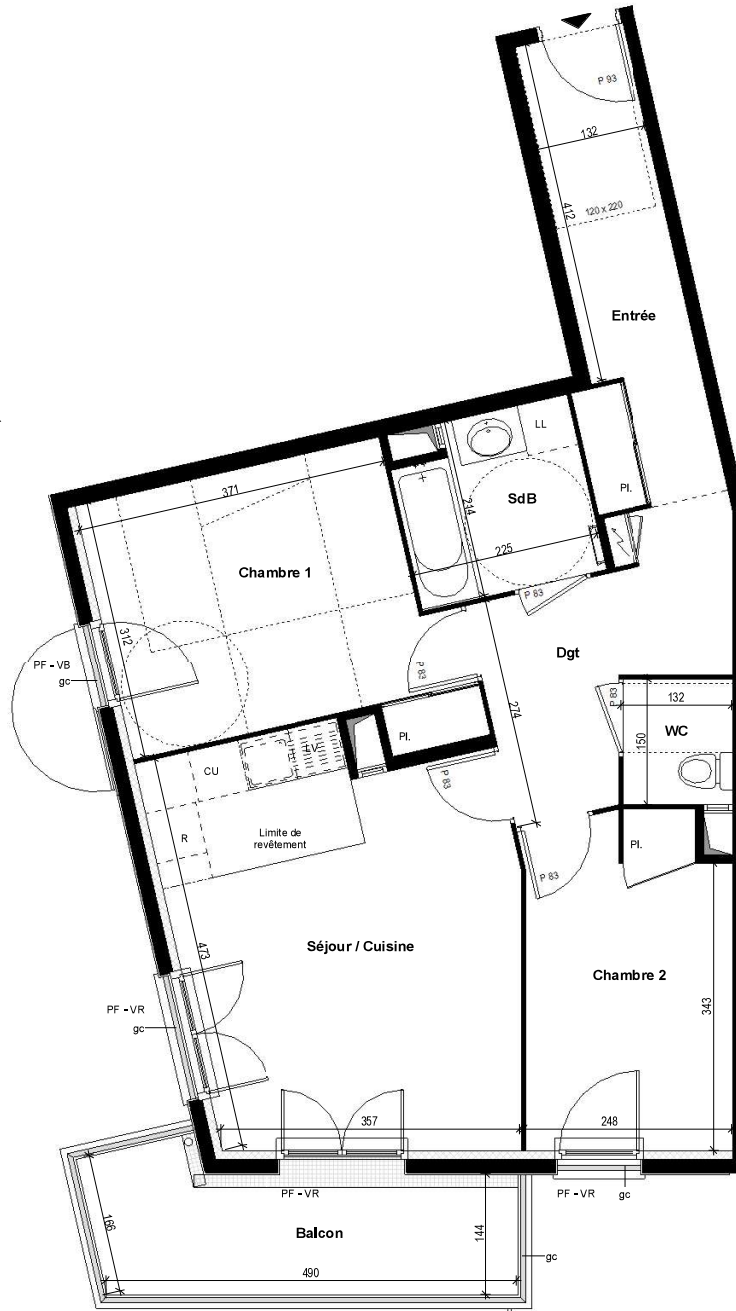 P 93
132
412
120 x 220
Entrée
LL
371
SdB
Pl.
214
225
Chambre 1
P 83
312
PF - VB
gc
Dgt
P 83
P 83
132
274
WC
150
Pl.
CU
LV
P 83
R
Limite de
revêtement
Pl.
P 83
473
Séjour / Cuisine
Chambre 2
343
PF - VR
gc
357
248
PF - VR
PF - VR
gc
166
Balcon
144
gc
490